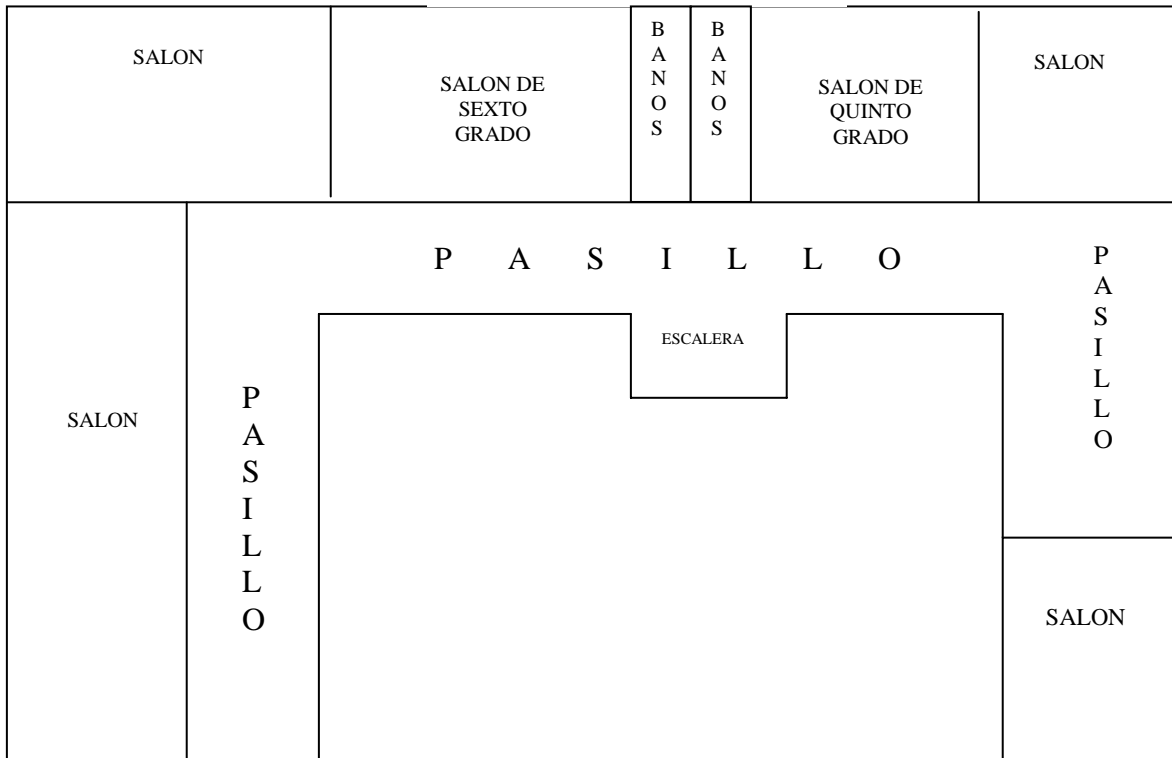 SALON
SALON DE
SEXTO
GRADO
B
A
N
O
S
B
A
N
O
S
SALON DE
QUINTO
GRADO
SALON
P A S I L L O
P
A
S
I
L
L
O
ESCALERA
SALON
P
A
S
I
L
L
O
SALON